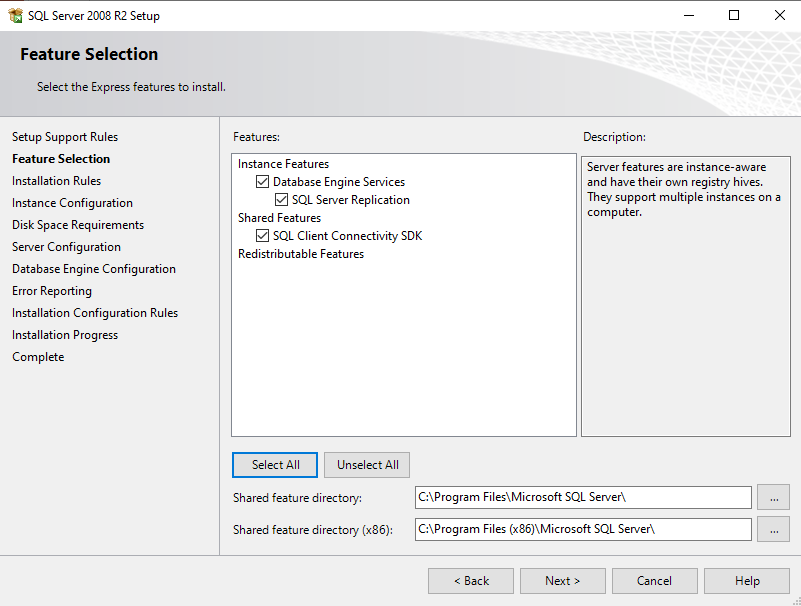 SQL Server 2008 R2 Setup
Feature Selection
Select the Express features to install.
Setup Support Rules
Feature Selection
Installation Rules
Instance Configuration
Disk Space Requirements
Server Configuration
Database Engine Configuration
Error Reporting
Installation Configuration Rules
Installation Progress
Complete
Features:
Instance Features
Database Engine Services
SQL Server Replication
Shared Features
SQL Client Connectivity SDK
Redistributable Features
Description:
Server features are instance-aware
and have their own registry hives.
They support multiple instances on a
computer.
Select All
Unselect All
Shared feature directory:
C:\Program Files\Microsoft SQL Server\
...
Shared feature directory (x86):
C:\Program Files (x86)\Microsoft SQL Server\
...
< Back
Next >
Cancel
Help